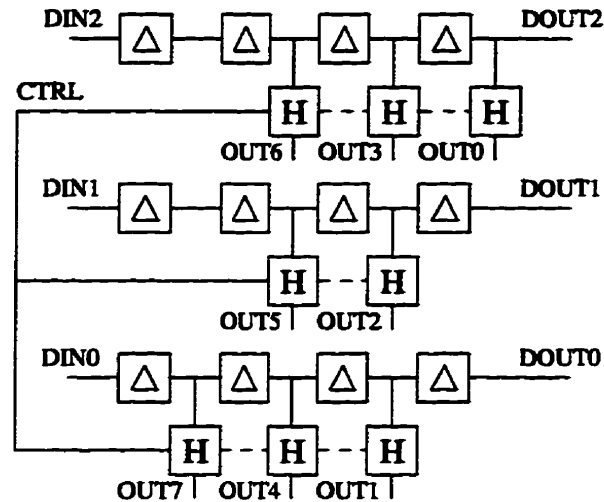 DIN2 DOUT2
Δ Δ Δ Δ
CTRL
H H H
OUT6 OUT3 OUT0
DIN1 DOUT1
Δ Δ Δ Δ
H H
OUT5 OUT2
DIN0 DOUT0
Δ Δ Δ Δ
H H H
OUT7 OUT4 OUT1